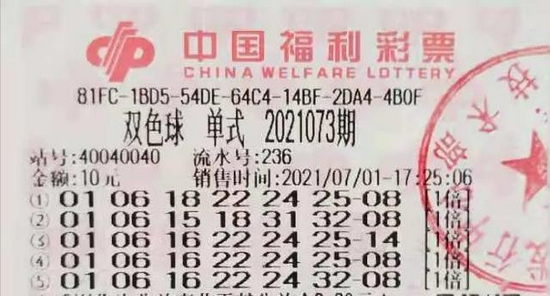 中国福利彩票
CHINA WELFARE LOTTERY
81FC-1BD5-54DE-64C4-14BF-2DA4-4B0F
双色球 单式 2021073期
站号:40040040 流水号:236
金额:10元 销售时间:2021/07/01-17:25:06
① 01 06 18 22 24 25-08 [1倍]
② 01 06 15 18 31 32-08 [1倍]
③ 01 06 16 22 24 25-14 [1倍]
④ 01 06 16 22 24 25-08 [1倍]
⑤ 01 06 16 22 24 32-08 [1倍]
技术部
发行